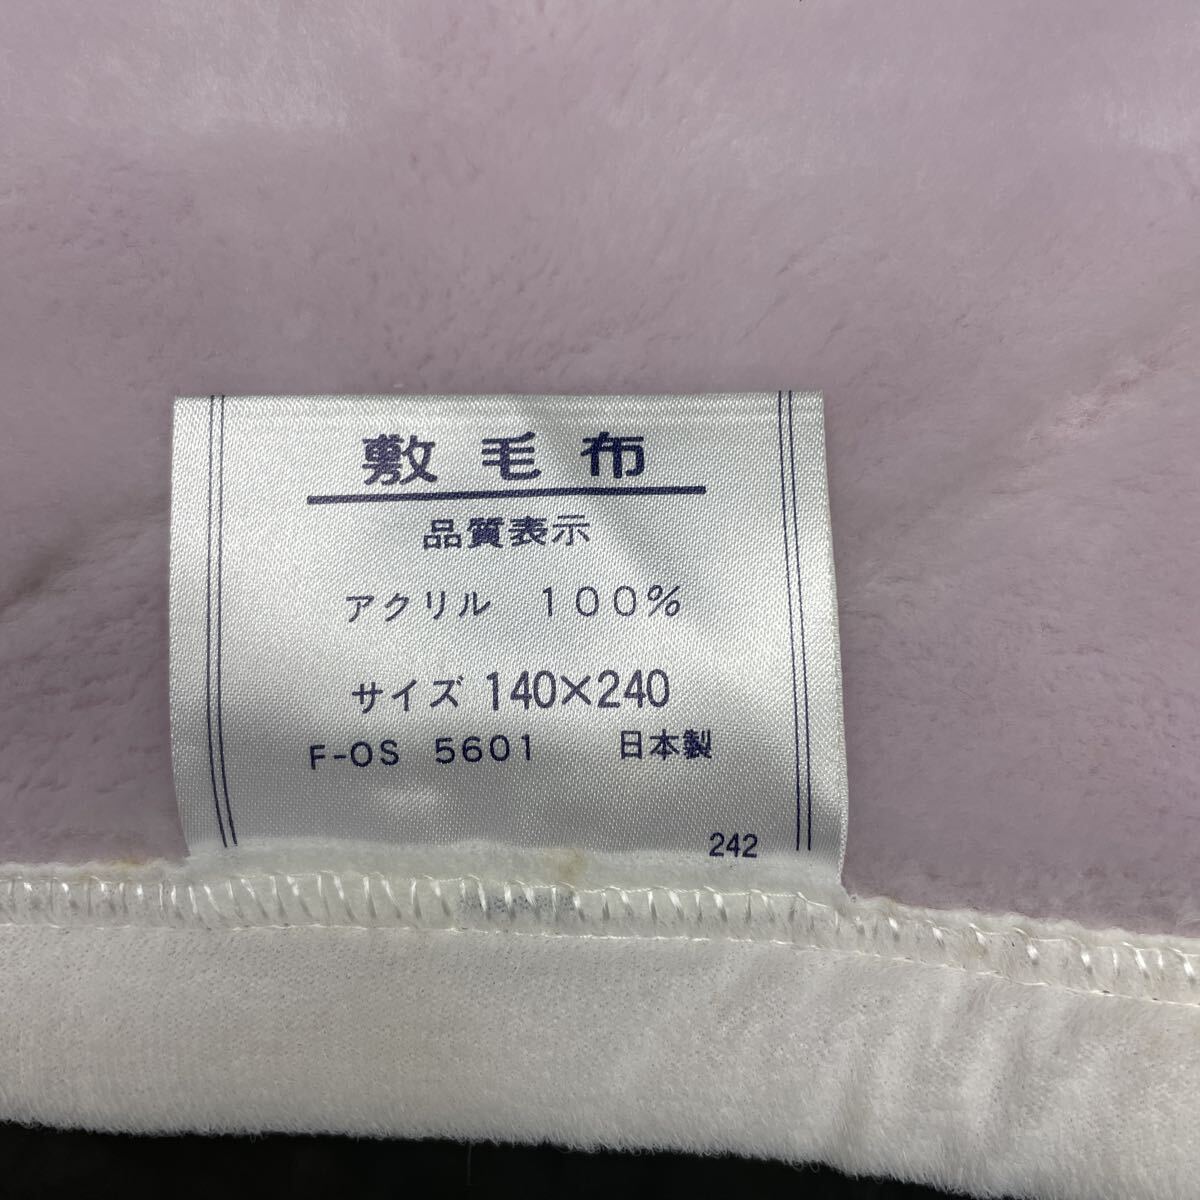 敷毛布
品質表示
アクリル 100%
サイズ 140×240
F-OS 5601 日本製
242